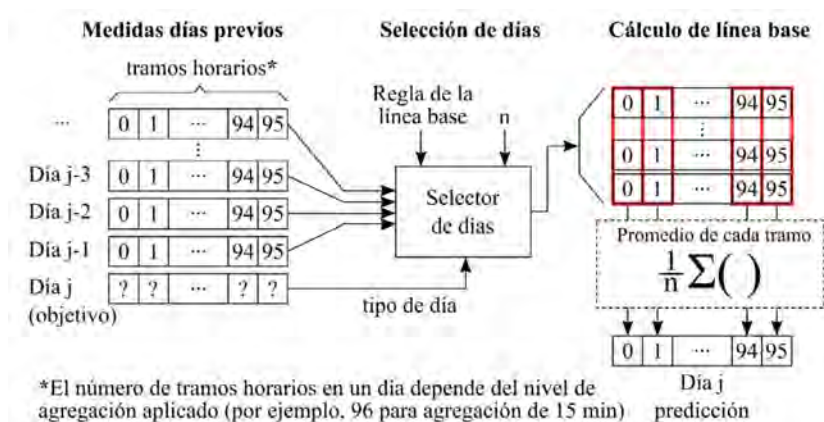 Medidas días previos
tramos horarios*
... 0 1 ... 94 95
⋮
Día j-3 0 1 ... 94 95
Día j-2 0 1 ... 94 95
Día j-1 0 1 ... 94 95
Día j ? ? ... ? ?
(objetivo)
Selección de días
Regla de la
línea base
n
Selector
de días
tipo de día
Cálculo de línea base
0 1 ... 94 95
⋮
0 1 ... 94 95
0 1 ... 94 95
Promedio de cada tramo
1/n Σ( )
0 1 ... 94 95
Día j
predicción
*El número de tramos horarios en un día depende del nivel de
agregación aplicado (por ejemplo, 96 para agregación de 15 min)